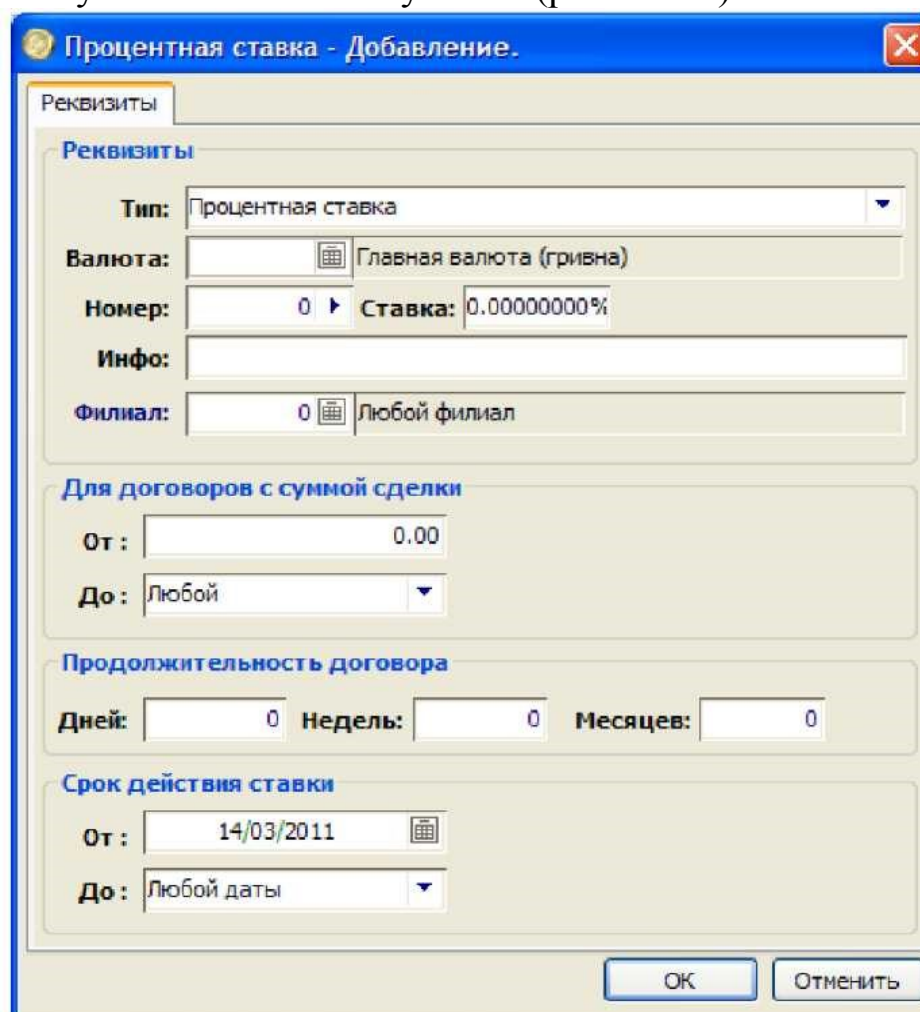 Процентная ставка - Добавление.
Реквизиты
Реквизиты
Тип: Процентная ставка
Валюта: Главная валюта (гривна)
Номер: 0 Ставка: 0.00000000%
Инфо:
Филиал: 0 Любой филиал
Для договоров с суммой сделки
От : 0.00
До : Любой
Продолжительность договора
Дней: 0 Недель: 0 Месяцев: 0
Срок действия ставки
От : 14/03/2011
До : Любой даты
ОК Отменить